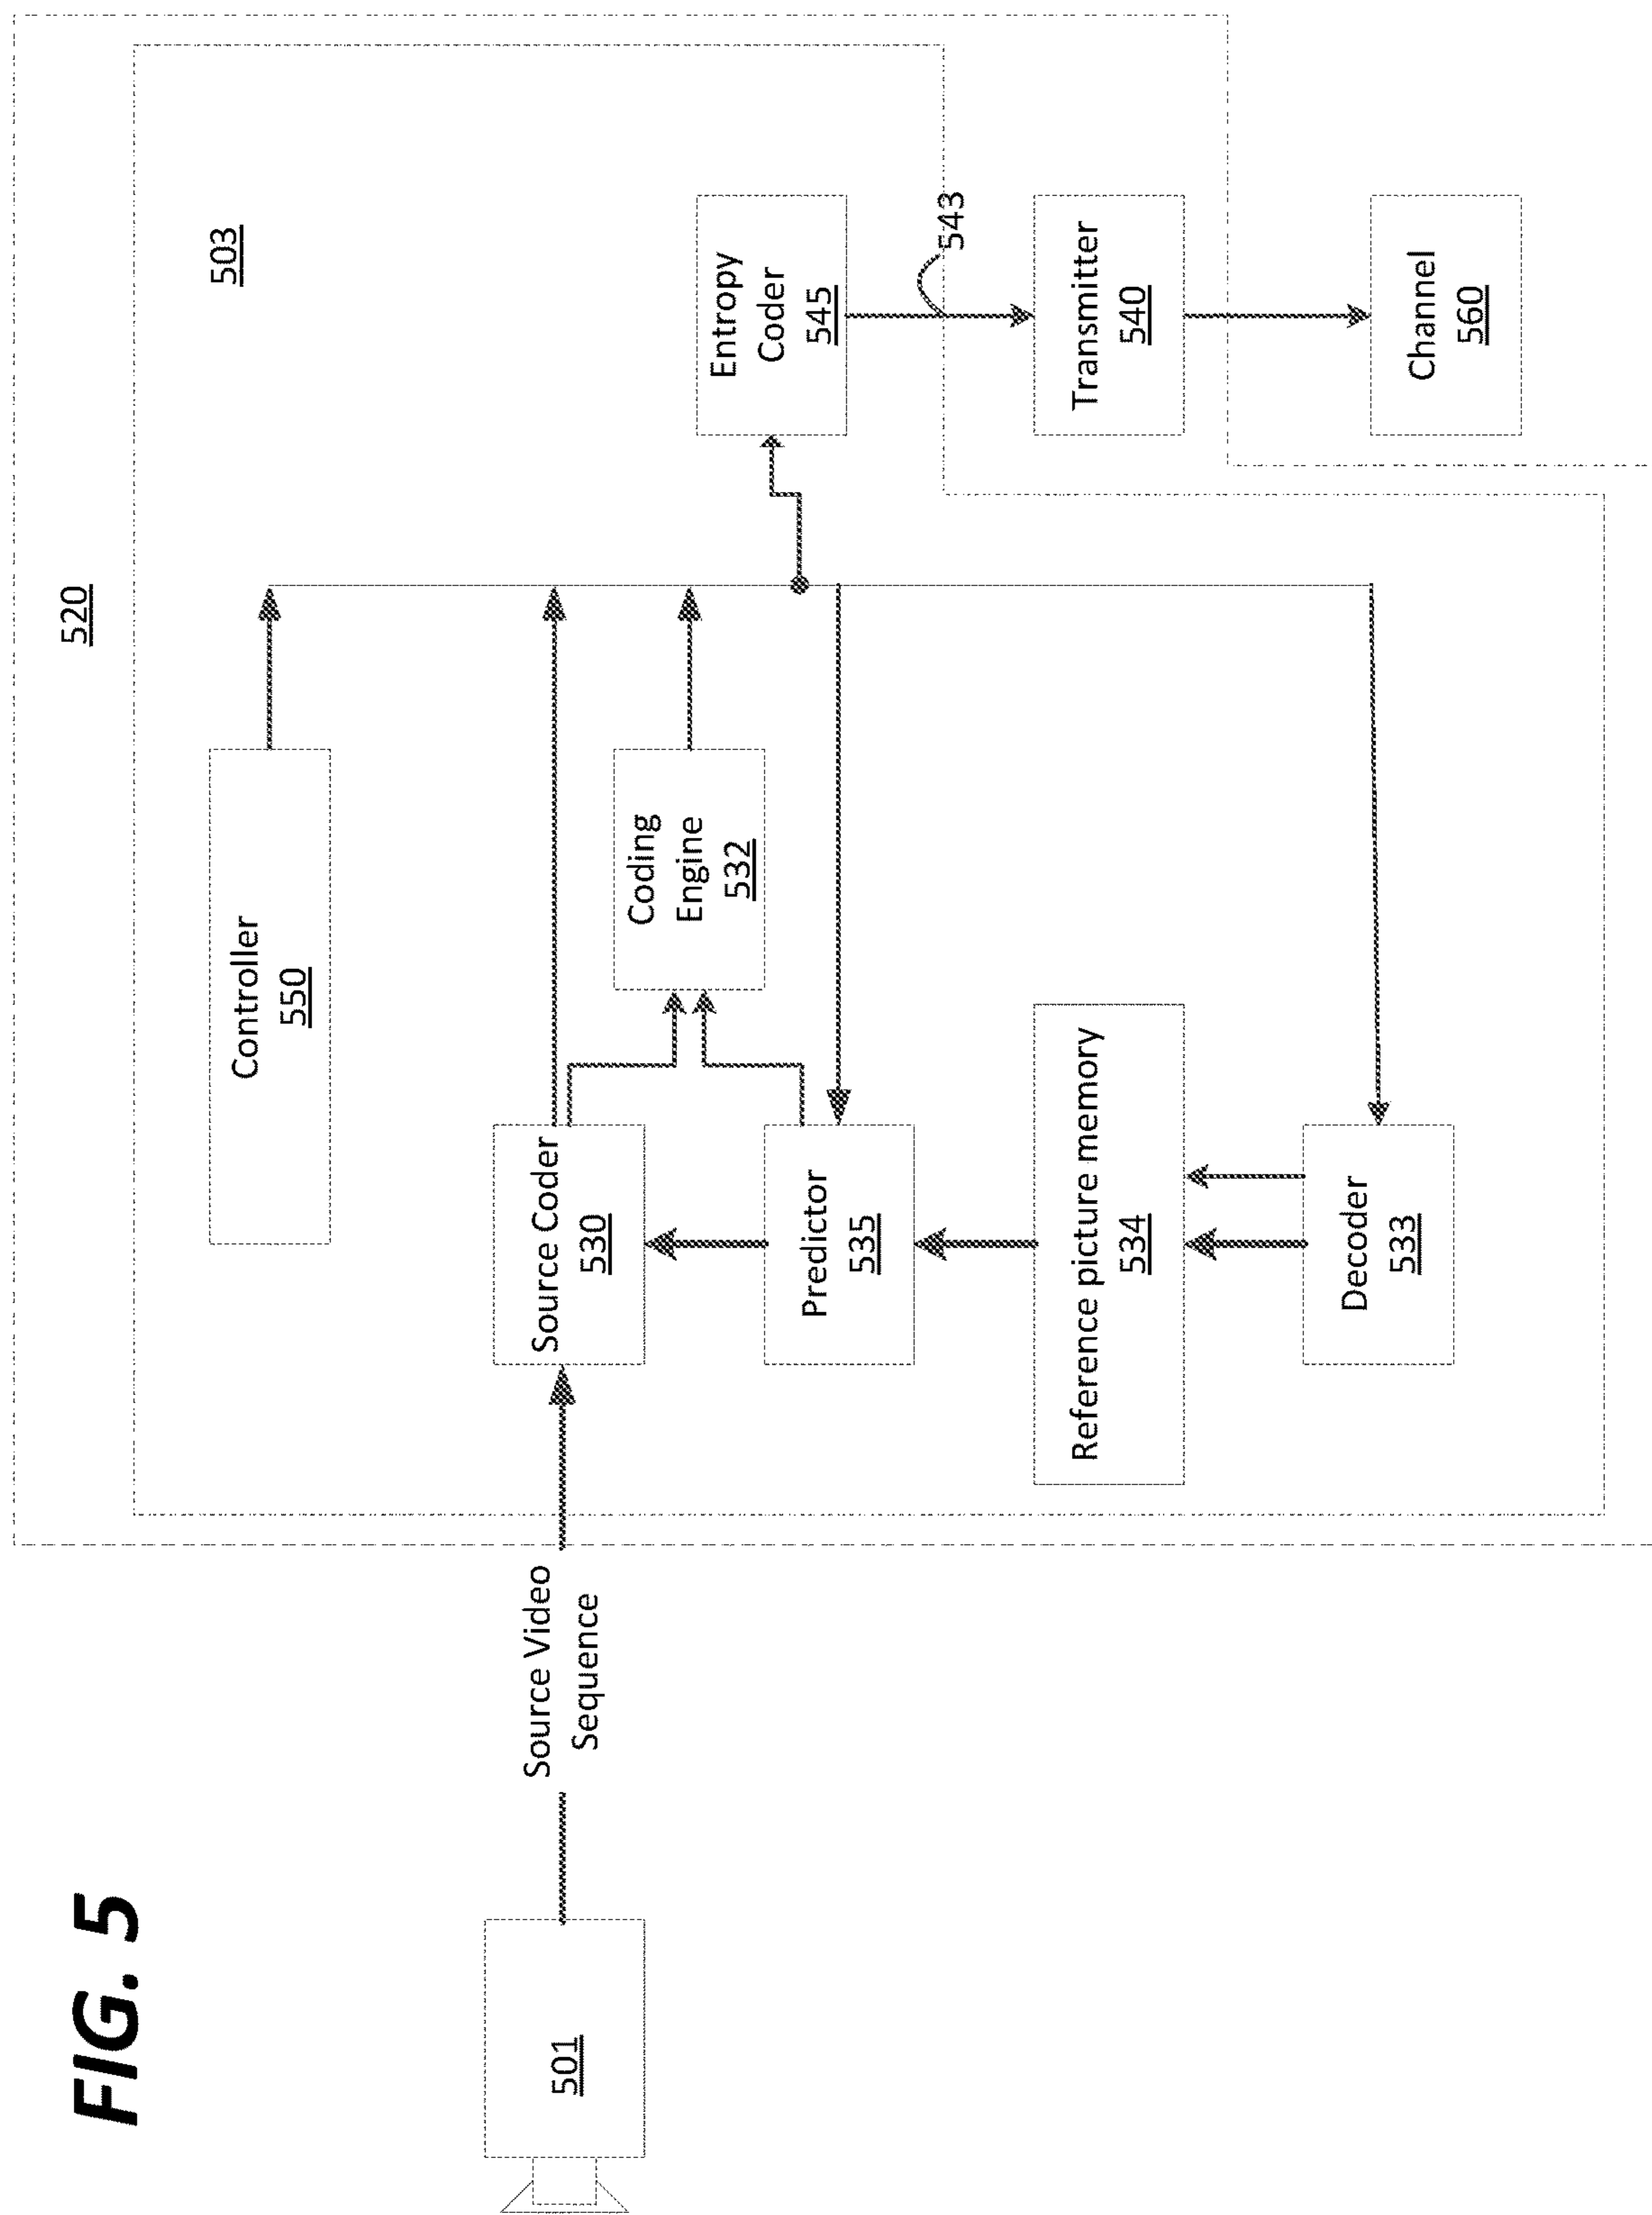 FIG. 5
520
503
501
Source Video
Sequence
Controller
550
Source Coder
530
Coding
Engine
532
Predictor
535
Reference picture memory
534
Decoder
533
Entropy
Coder
545
543
Transmitter
540
Channel
560